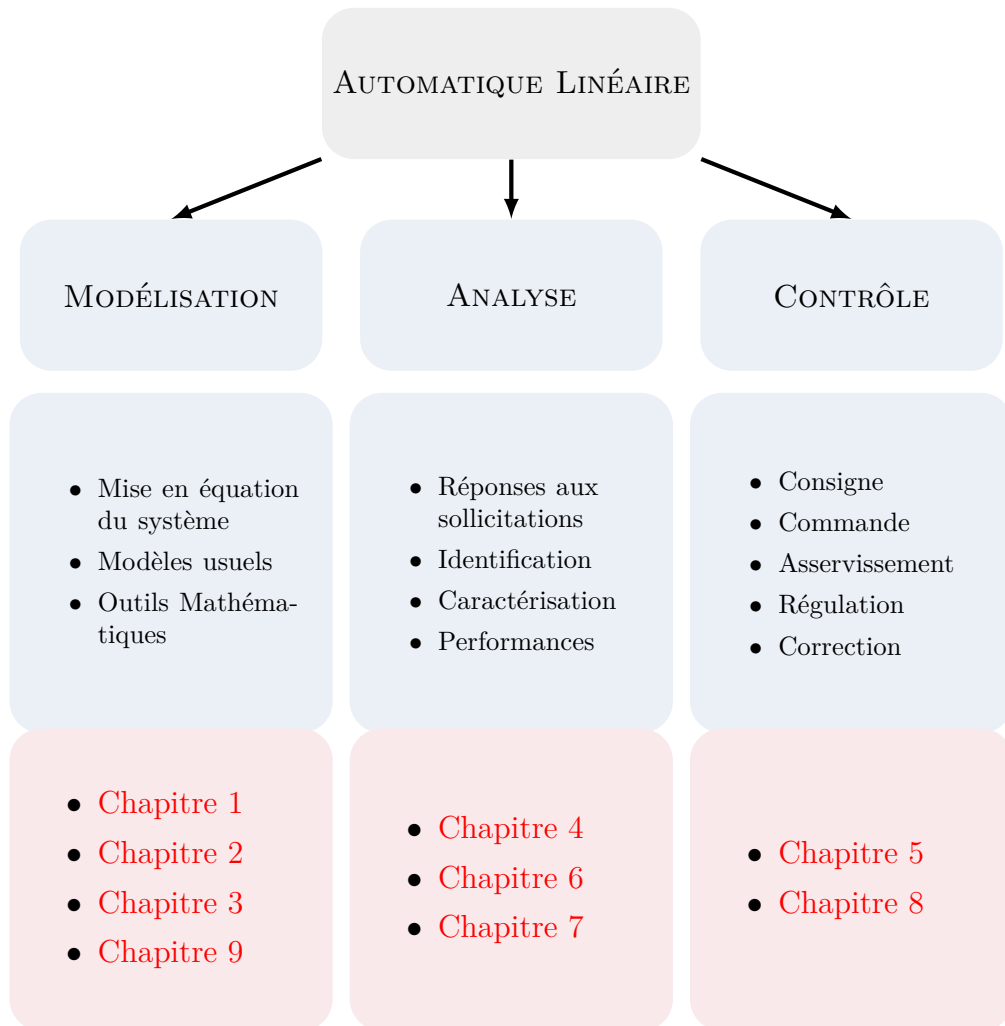 Automatique Linéaire
Modélisation
Analyse
Contrôle
• Mise en équation
du système
• Modèles usuels
• Outils Mathéma-
tiques
• Réponses aux
sollicitations
• Identification
• Caractérisation
• Performances
• Consigne
• Commande
• Asservissement
• Régulation
• Correction
• Chapitre 1
• Chapitre 2
• Chapitre 3
• Chapitre 9
• Chapitre 4
• Chapitre 6
• Chapitre 7
• Chapitre 5
• Chapitre 8